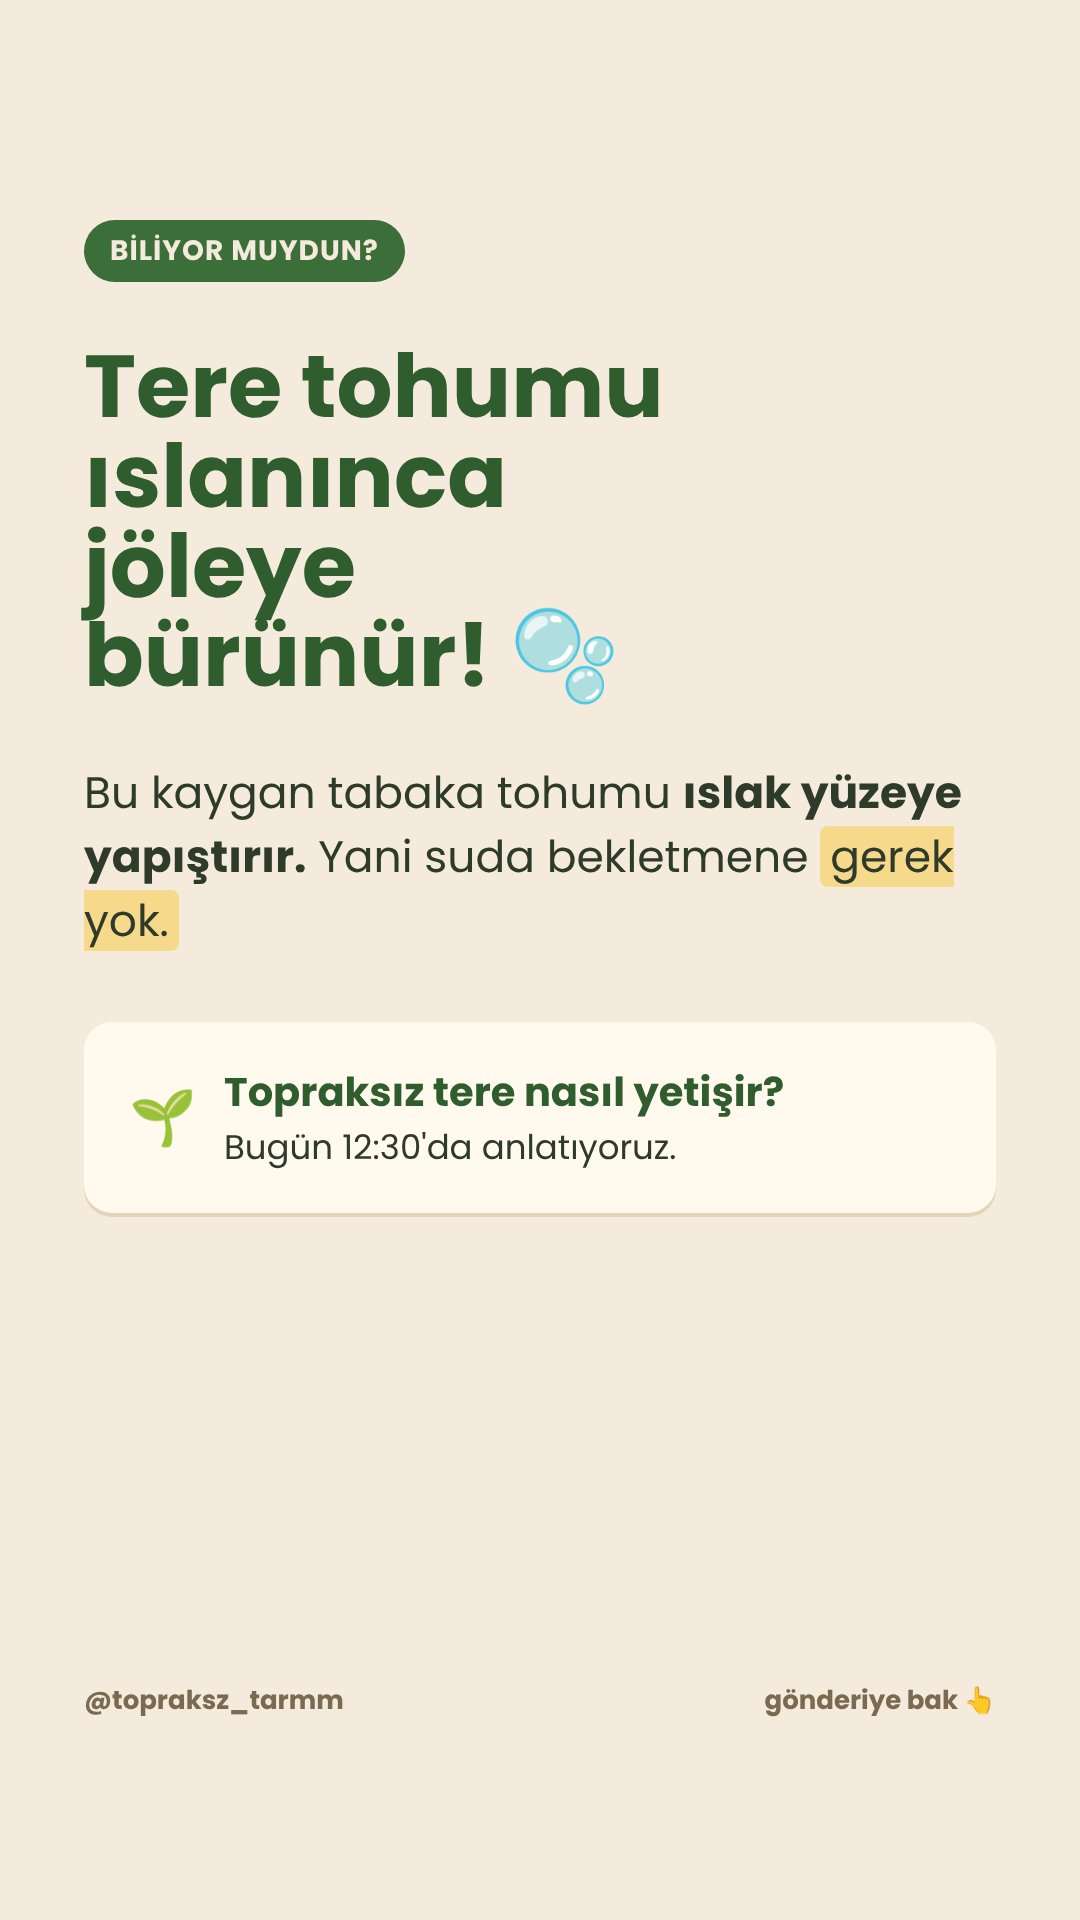 BİLİYOR MUYDUN?
Tere tohumu
ıslanınca
jöleye
bürünür! 🫧
Bu kaygan tabaka tohumu ıslak yüzeye
yapıştırır. Yani suda bekletmene gerek
yok.
🌱 Topraksız tere nasıl yetişir?
Bugün 12:30'da anlatıyoruz.
@topraksz_tarmm
gönderiye bak 👆